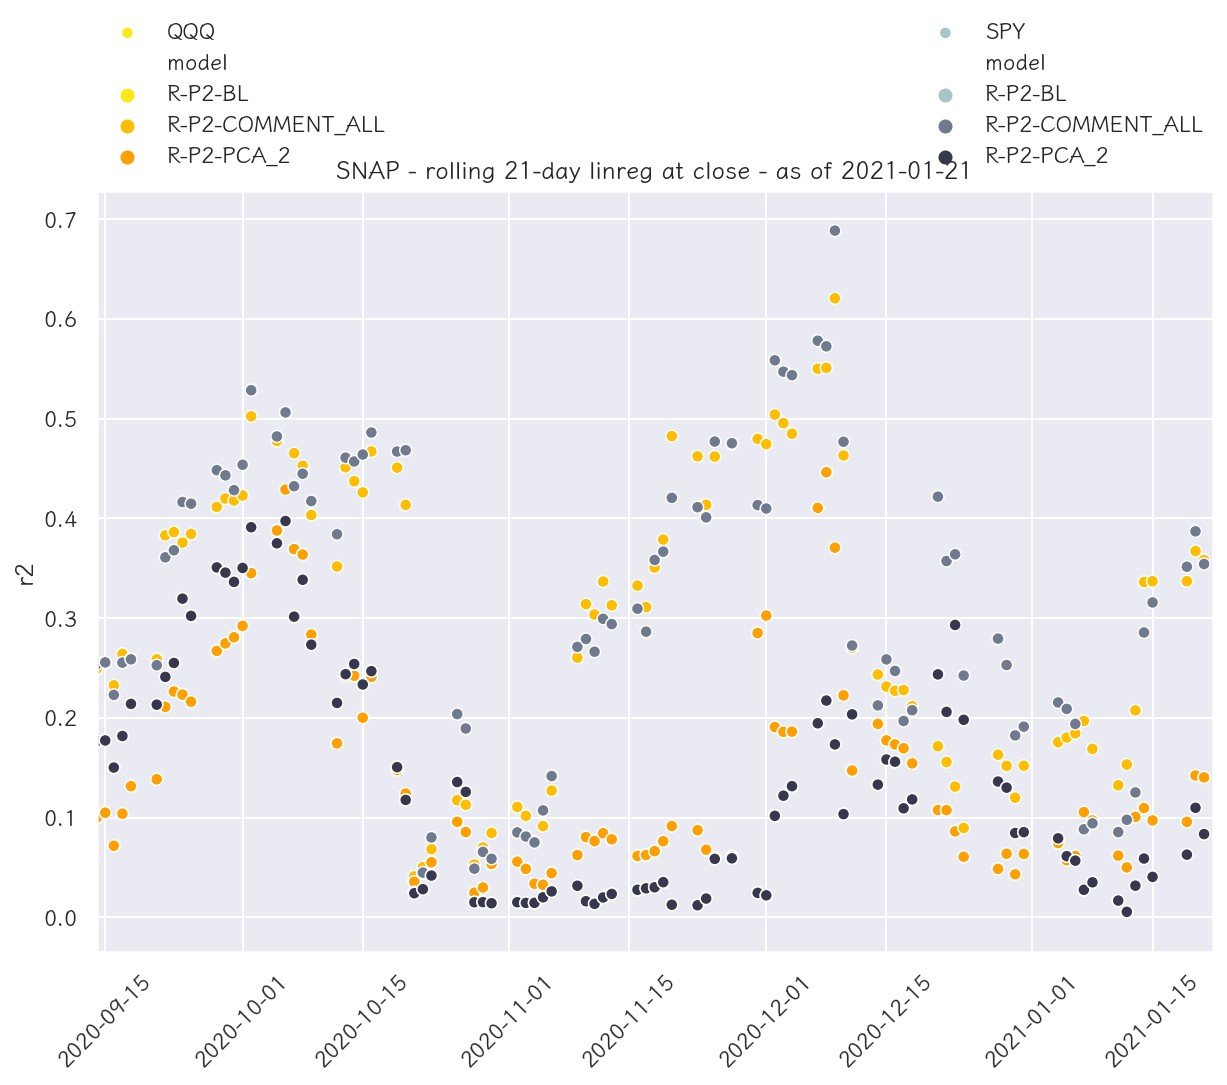 QQQ
model
R-P2-BL
R-P2-COMMENT_ALL
R-P2-PCA_2
SPY
model
R-P2-BL
R-P2-COMMENT_ALL
R-P2-PCA_2
SNAP - rolling 21-day linreg at close - as of 2021-01-21
r2
0.7
0.6
0.5
0.4
0.3
0.2
0.1
0.0
2020-09-15
2020-10-01
2020-10-15
2020-11-01
2020-11-15
2020-12-01
2020-12-15
2021-01-01
2021-01-15